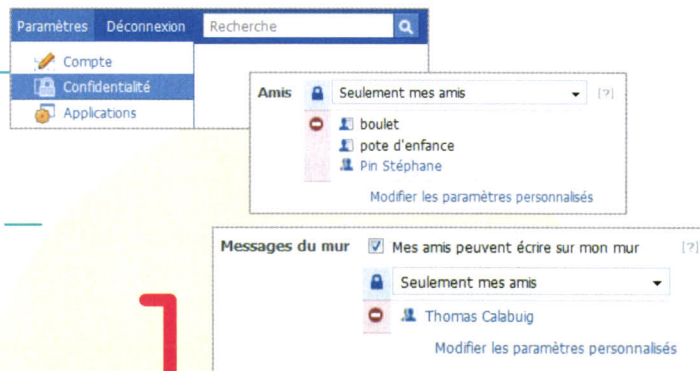 Paramètres Déconnexion Recherche
Compte
Confidentialité
Applications
Amis Seulement mes amis [?]
boulet
pote d'enfance
Pin Stéphane
Modifier les paramètres personnalisés
Messages du mur Mes amis peuvent écrire sur mon mur [?]
Seulement mes amis
Thomas Calabuig
Modifier les paramètres personnalisés
1